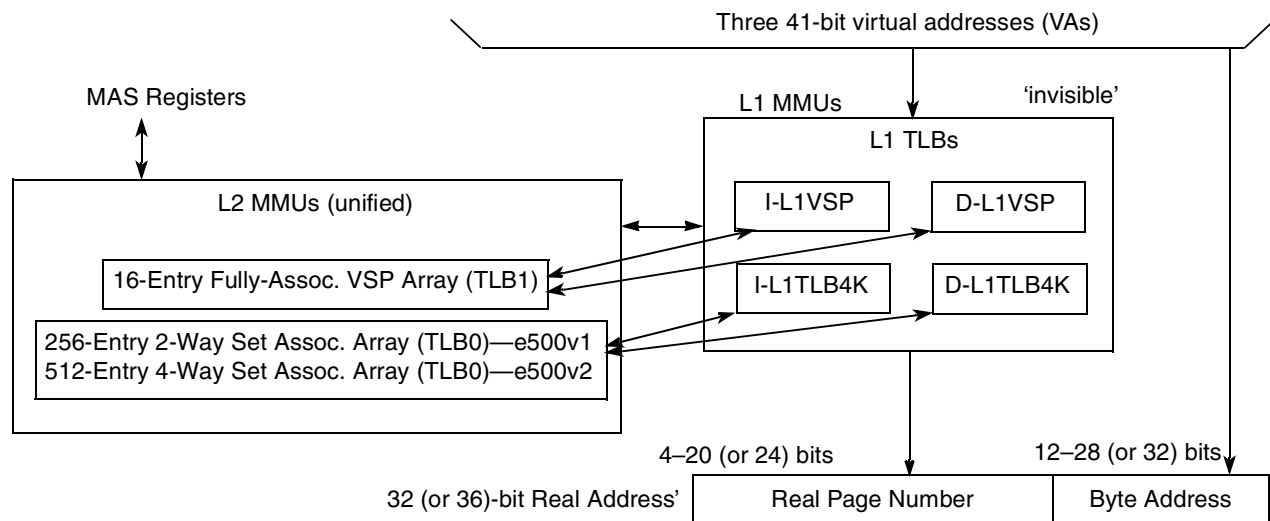 Three 41-bit virtual addresses (VAs)
MAS Registers
L1 MMUs
‘invisible’
L1 TLBs
L2 MMUs (unified)
I-L1VSP
D-L1VSP
16-Entry Fully-Assoc. VSP Array (TLB1)
I-L1TLB4K
D-L1TLB4K
256-Entry 2-Way Set Assoc. Array (TLB0)—e500v1
512-Entry 4-Way Set Assoc. Array (TLB0)—e500v2
4–20 (or 24) bits
12–28 (or 32) bits
32 (or 36)-bit Real Address’
Real Page Number
Byte Address